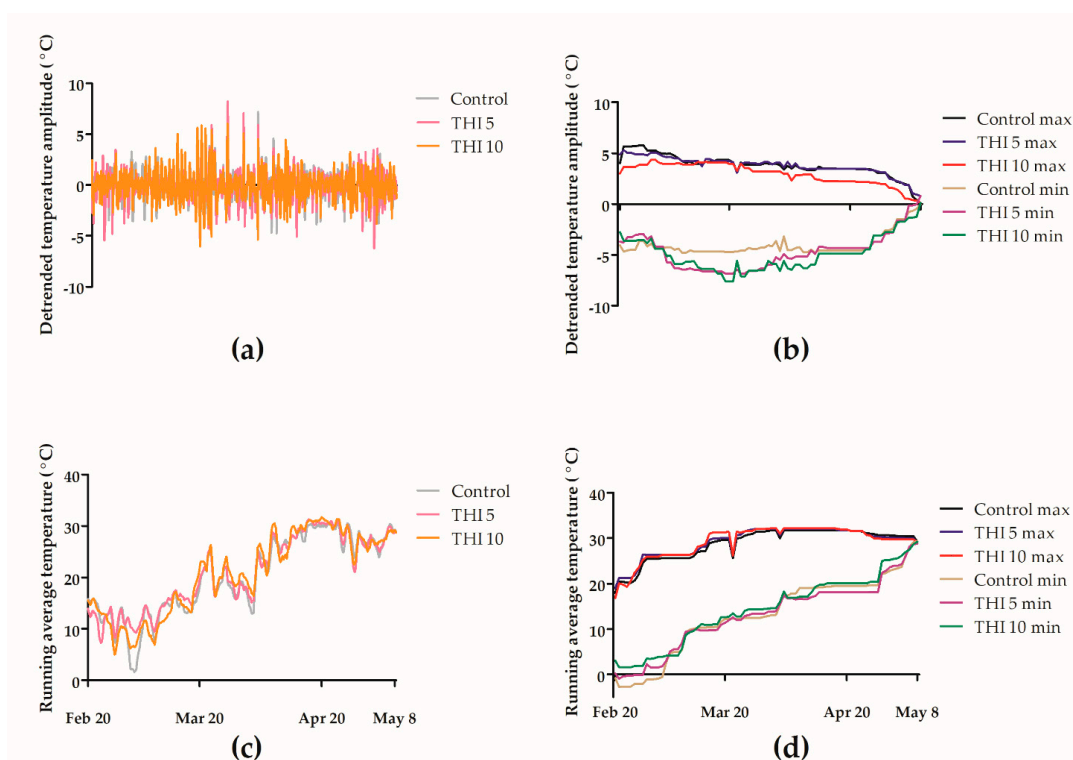 Detrended temperature amplitude (°C)
10
5
0
-5
-10
Control
THI 5
THI 10
(a)
Detrended temperature amplitude (°C)
10
5
0
-5
-10
Control max
THI 5 max
THI 10 max
Control min
THI 5 min
THI 10 min
(b)
Running average temperature (°C)
40
30
20
10
0
Feb 20
Mar 20
Apr 20
May 8
Control
THI 5
THI 10
(c)
Running average temperature (°C)
40
30
20
10
0
Feb 20
Mar 20
Apr 20
May 8
Control max
THI 5 max
THI 10 max
Control min
THI 5 min
THI 10 min
(d)